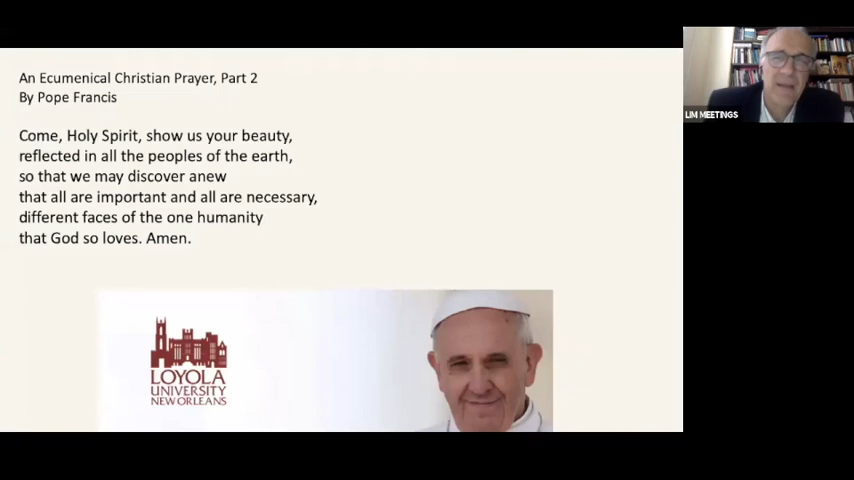 An Ecumenical Christian Prayer, Part 2
By Pope Francis
Come, Holy Spirit, show us your beauty,
reflected in all the peoples of the earth,
so that we may discover anew
that all are important and all are necessary,
different faces of the one humanity
that God so loves. Amen.
LOYOLA
UNIVERSITY
NEW ORLEANS
LIM MEETINGS